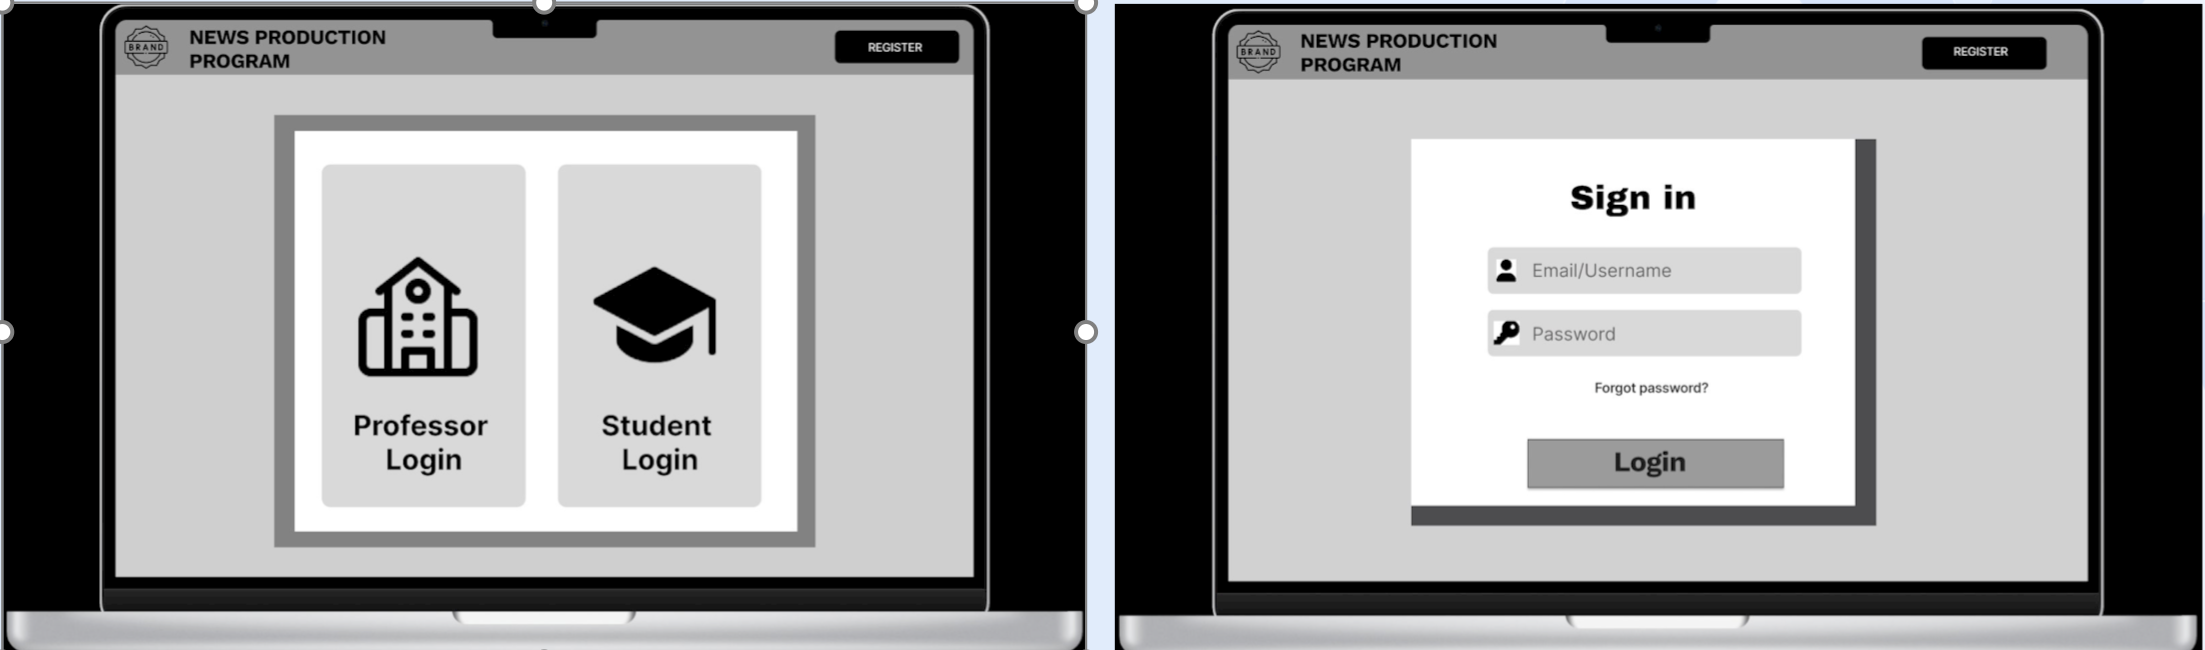 BRAND
NEWS PRODUCTION
PROGRAM
REGISTER
Professor
Login
Student
Login
BRAND
NEWS PRODUCTION
PROGRAM
REGISTER
Sign in
Email/Username
Password
Forgot password?
Login